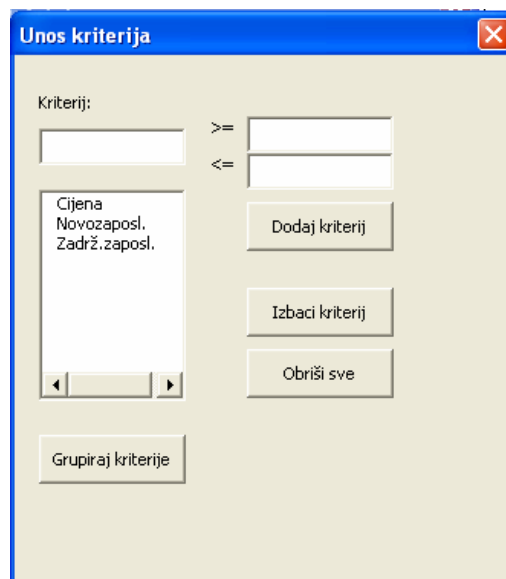 Unos kriterija
Kriterij:
>=
<=
Cijena
Novozaposl.
Zadrž.zaposl.
Dodaj kriterij
Izbaci kriterij
Obriši sve
Grupiraj kriterije